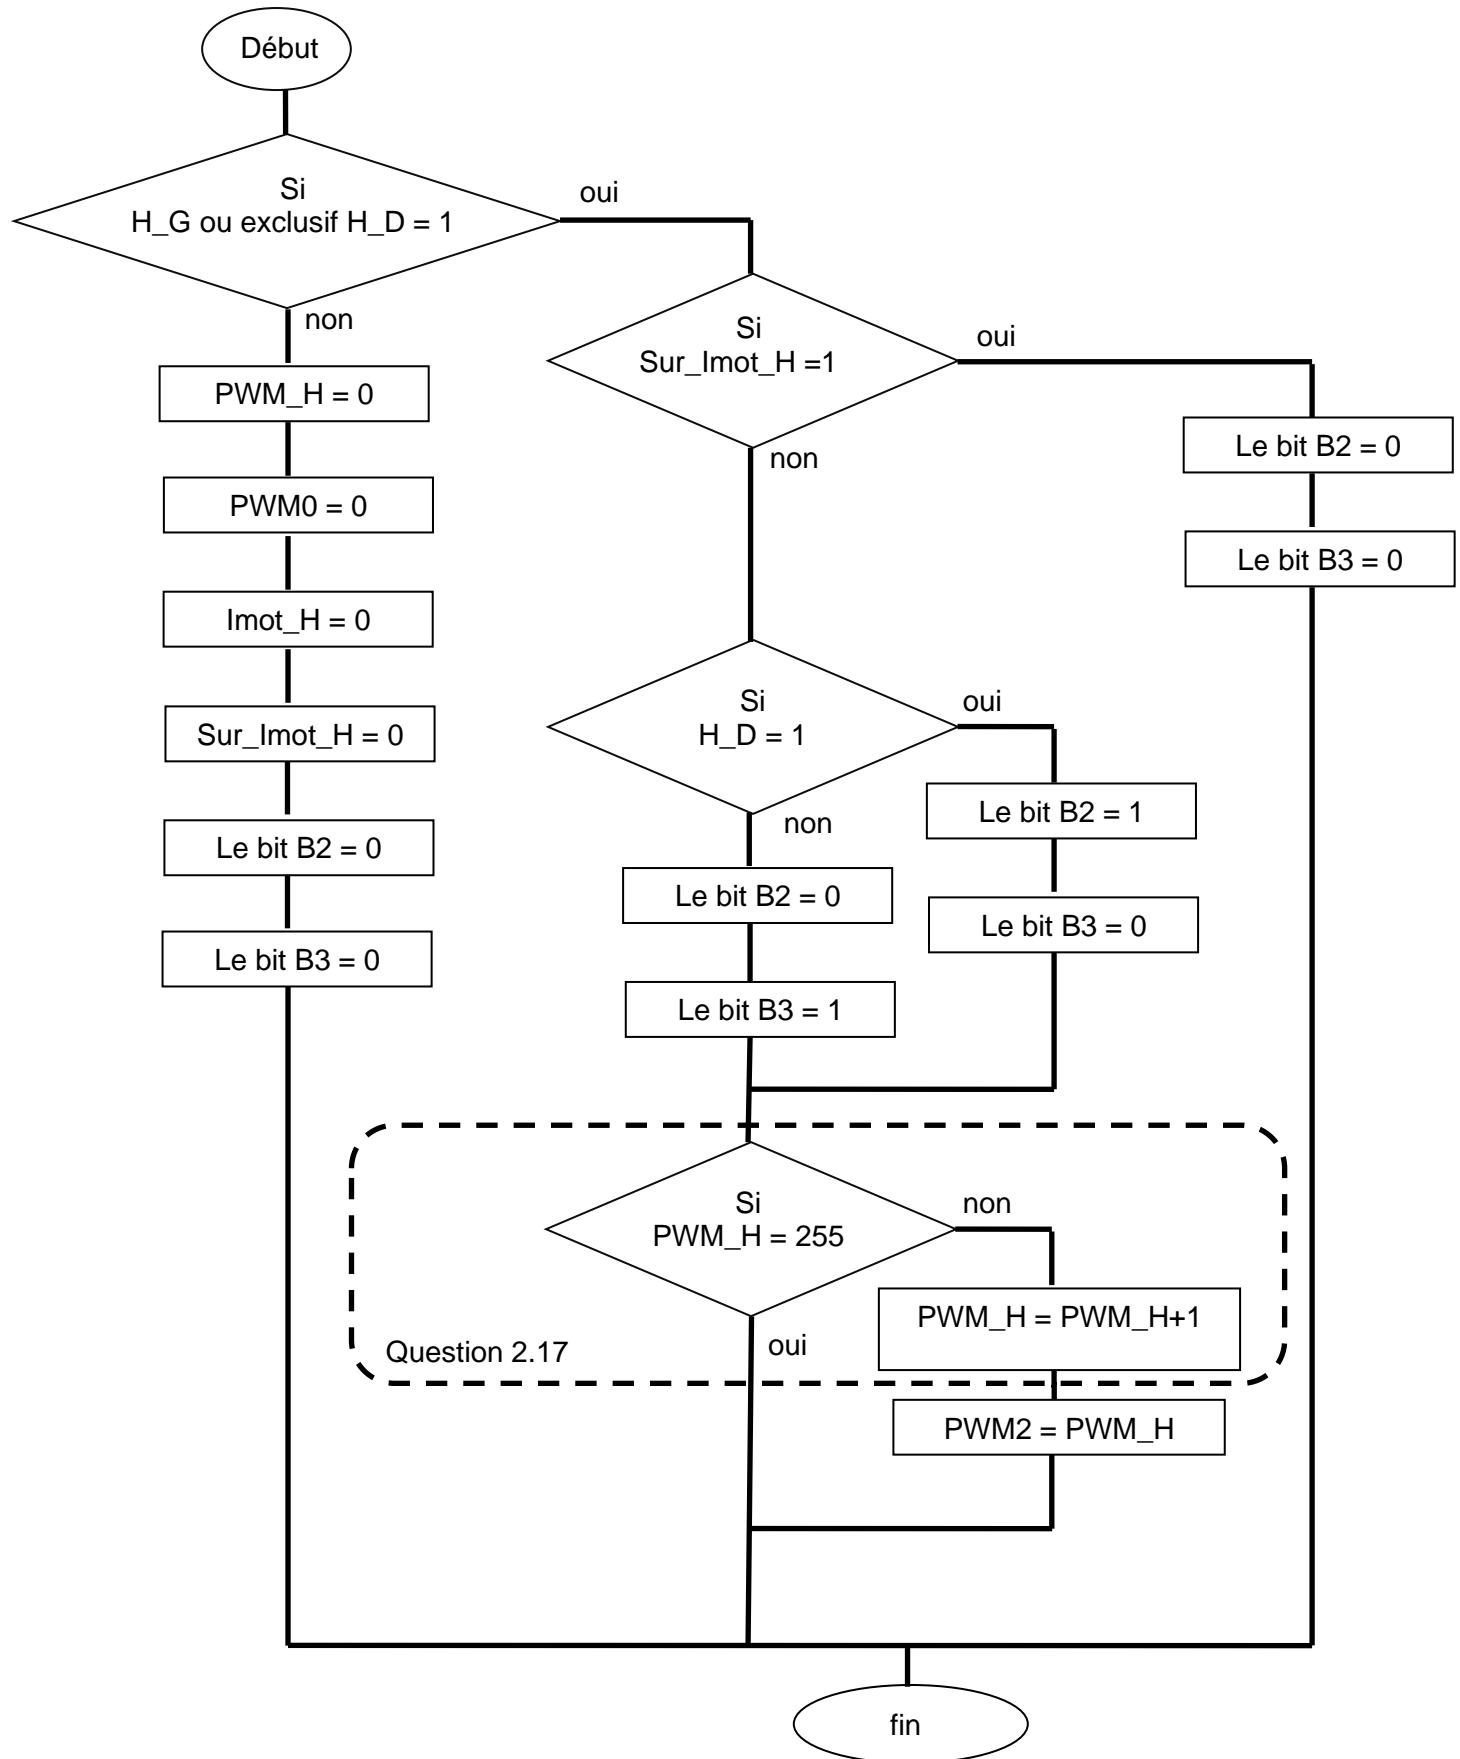 Début
Si
H_G ou exclusif H_D = 1
oui
non
Si
Sur_Imot_H =1
oui
non
PWM_H = 0
PWM0 = 0
Imot_H = 0
Sur_Imot_H = 0
Le bit B2 = 0
Le bit B3 = 0
Le bit B2 = 0
Le bit B3 = 0
Si
H_D = 1
oui
non
Le bit B2 = 1
Le bit B3 = 0
Le bit B2 = 0
Le bit B3 = 1
Si
PWM_H = 255
non
oui
PWM_H = PWM_H+1
Question 2.17
PWM2 = PWM_H
fin